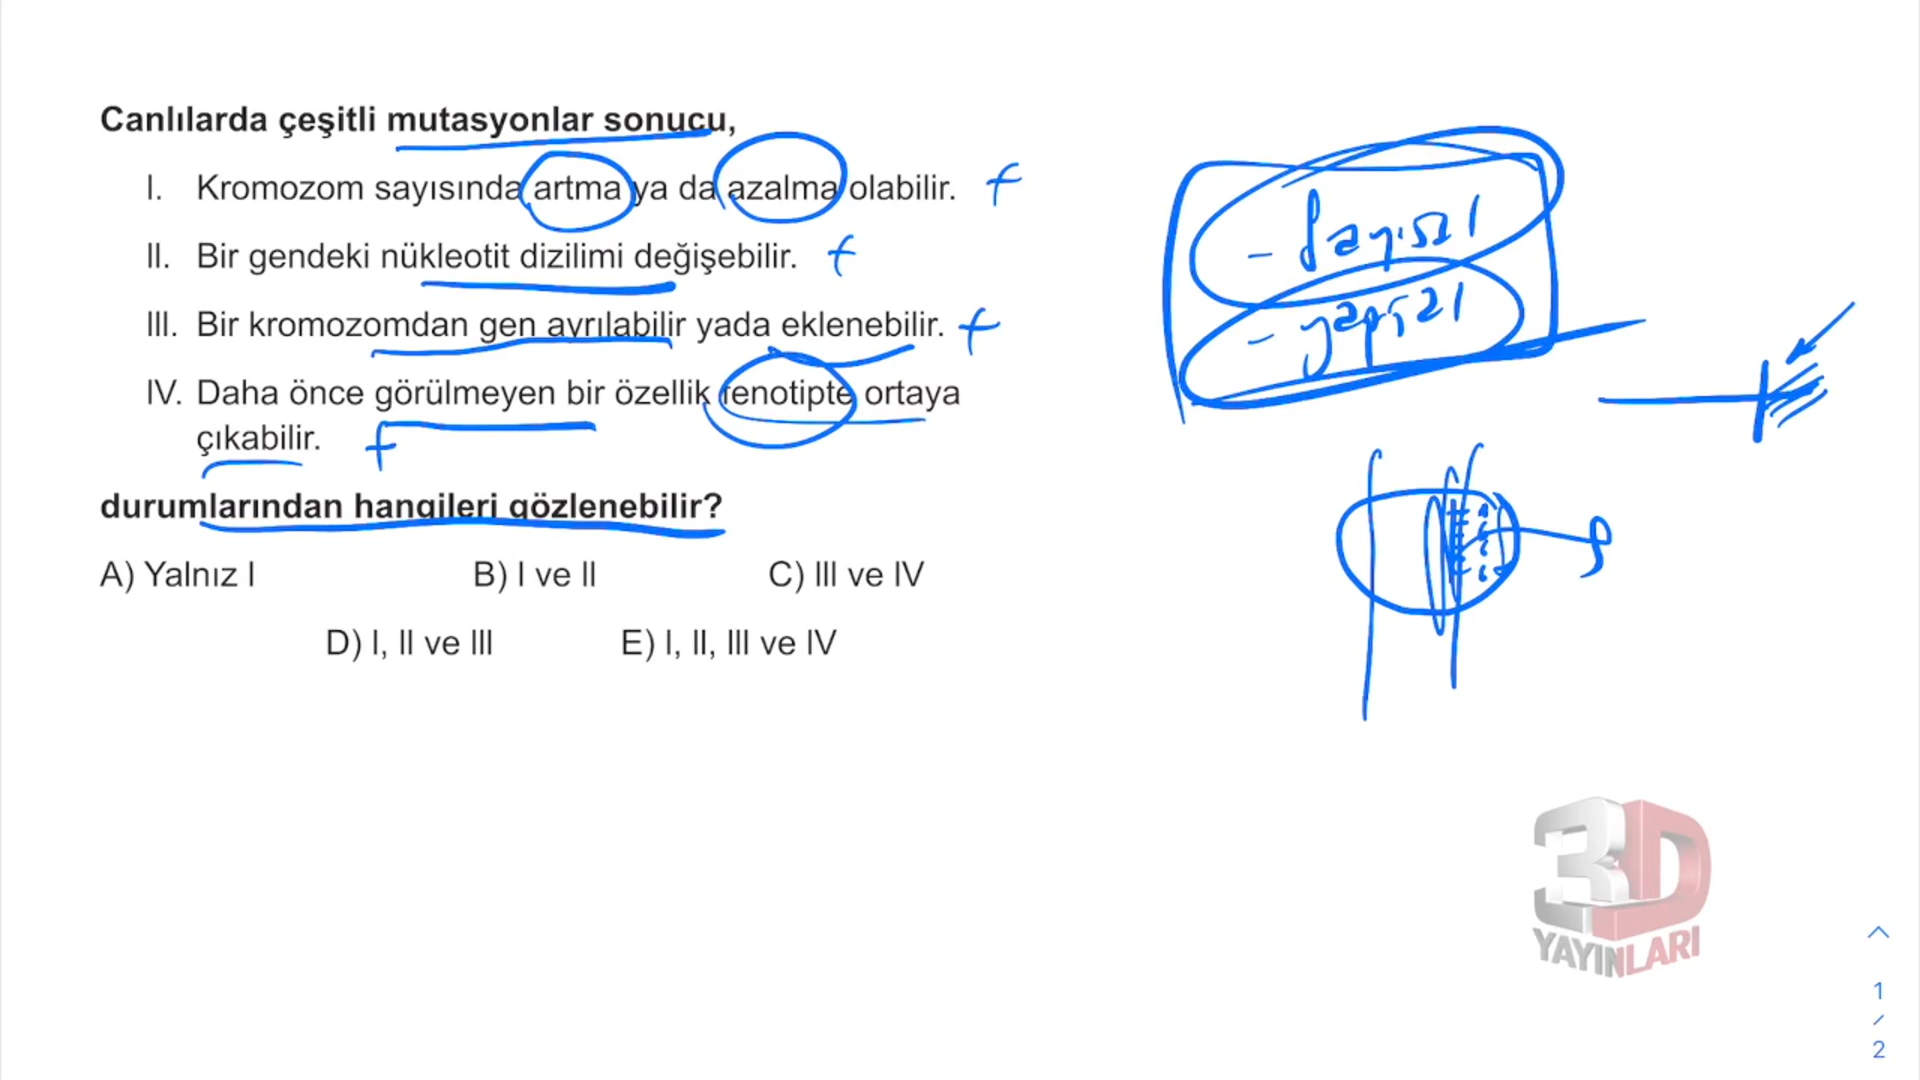 Canlılarda çeşitli mutasyonlar sonucu,
I. Kromozom sayısında artma ya da azalma olabilir. +
II. Bir gendeki nükleotit dizilimi değişebilir. +
III. Bir kromozomdan gen ayrılabilir yada eklenebilir. +
IV. Daha önce görülmeyen bir özellik fenotipte ortaya
çıkabilir. +
durumlarından hangileri gözlenebilir?
A) Yalnız I B) I ve II C) III ve IV
D) I, II ve III E) I, II, III ve IV
- Sayısal
- yapısal
3D
YAYINLARI
1
/
2